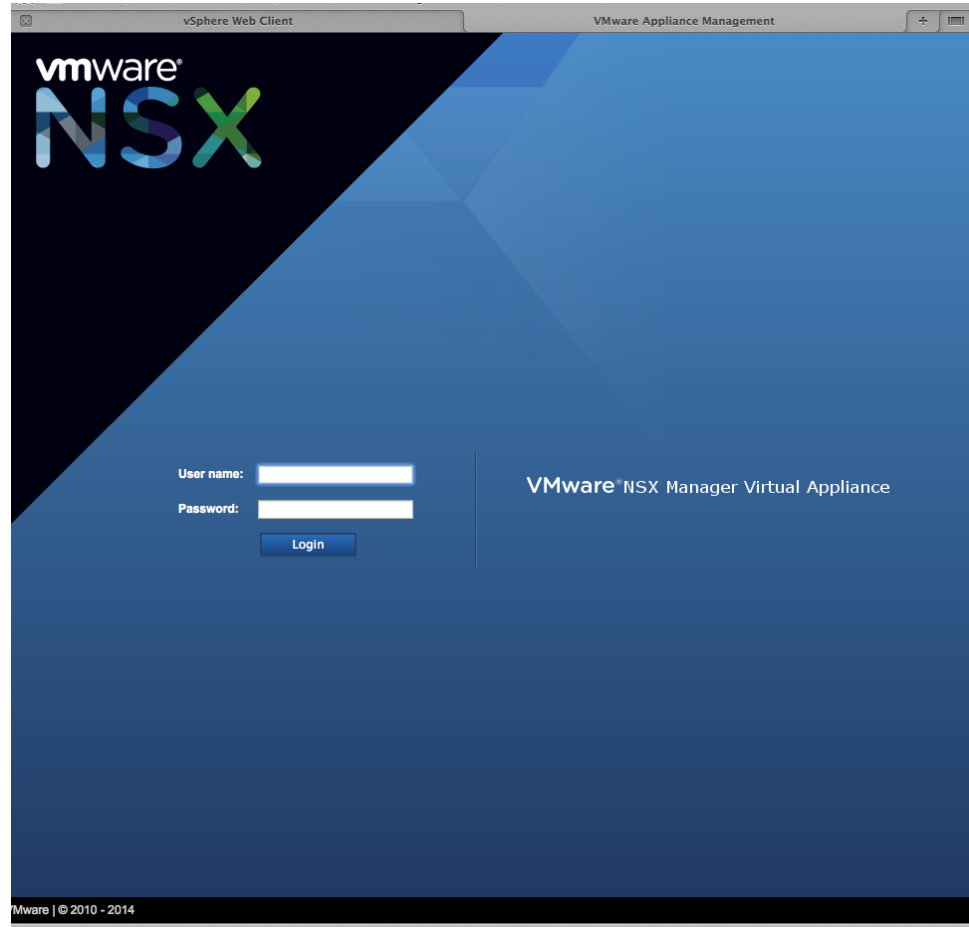 vSphere Web Client
VMware Appliance Management
vmware®
NSX
User name:
Password:
Login
VMware® NSX Manager Virtual Appliance
VMware | © 2010 - 2014